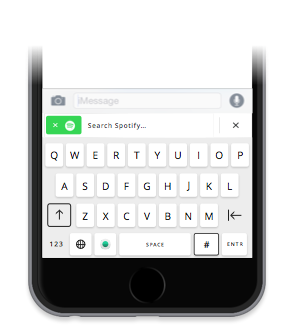 iMessage
Search Spotify...
Q W E R T Y U I O P
A S D F G H J K L
Z X C V B N M
123 SPACE # ENTR